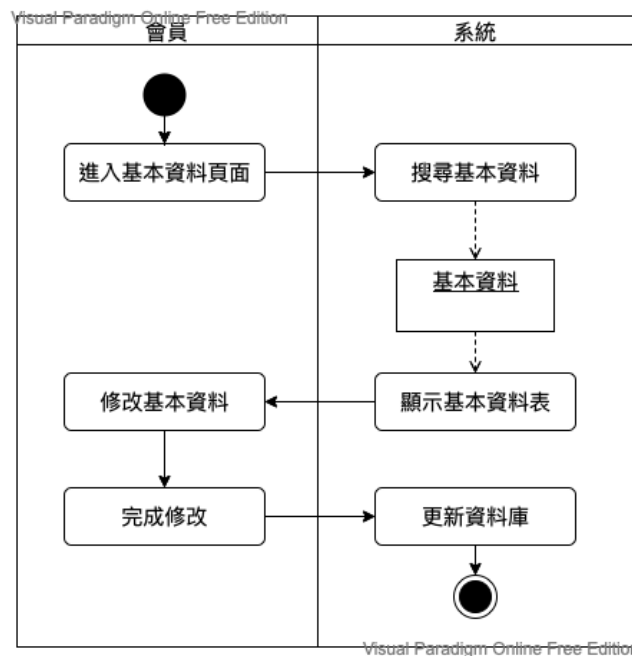 Visual Paradigm Online Free Edition
會員
系統
進入基本資料頁面
搜尋基本資料
基本資料
修改基本資料
顯示基本資料表
完成修改
更新資料庫
Visual Paradigm Online Free Edition